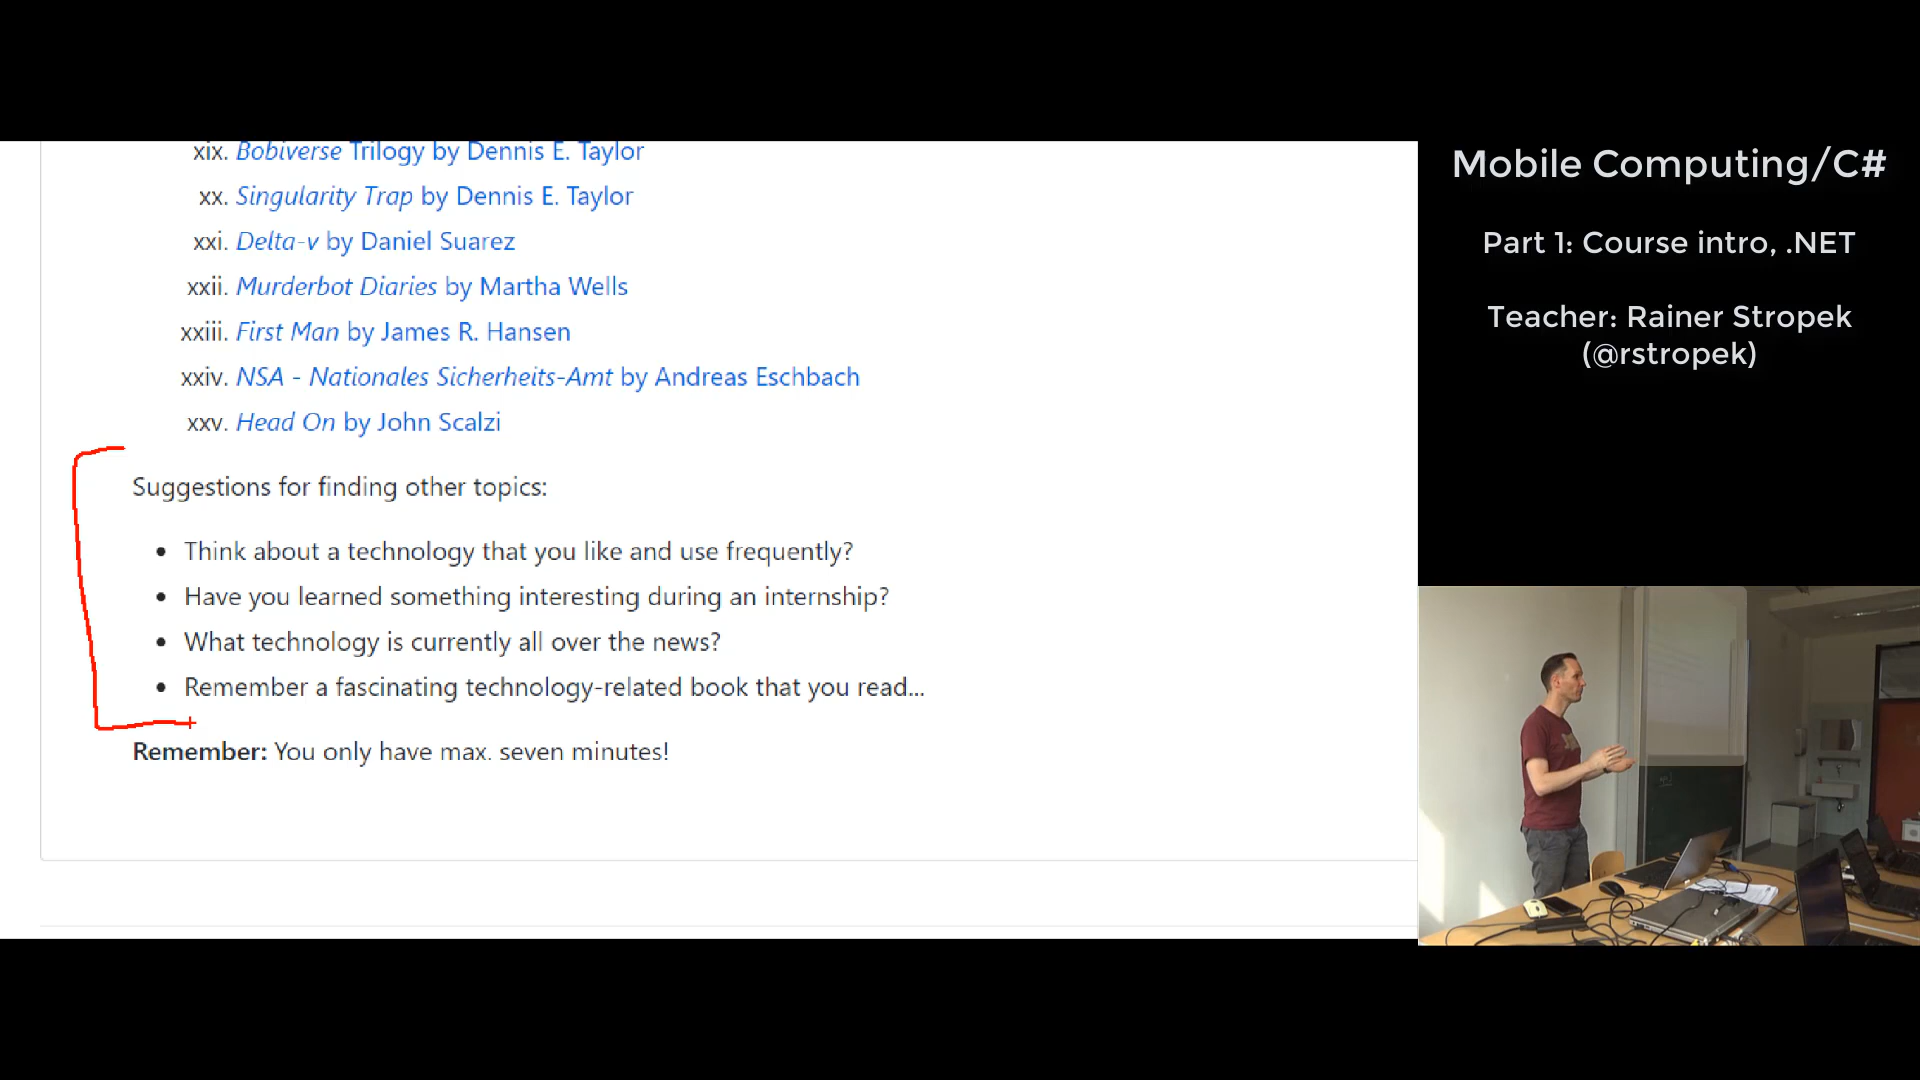 xix. Bobiverse Trilogy by Dennis E. Taylor
xx. Singularity Trap by Dennis E. Taylor
xxi. Delta-v by Daniel Suarez
xxii. Murderbot Diaries by Martha Wells
xxiii. First Man by James R. Hansen
xxiv. NSA - Nationales Sicherheits-Amt by Andreas Eschbach
xxv. Head On by John Scalzi
Suggestions for finding other topics:
Think about a technology that you like and use frequently?
Have you learned something interesting during an internship?
What technology is currently all over the news?
Remember a fascinating technology-related book that you read...
Remember: You only have max. seven minutes!
Mobile Computing/C#
Part 1: Course intro, .NET
Teacher: Rainer Stropek
(@rstropek)